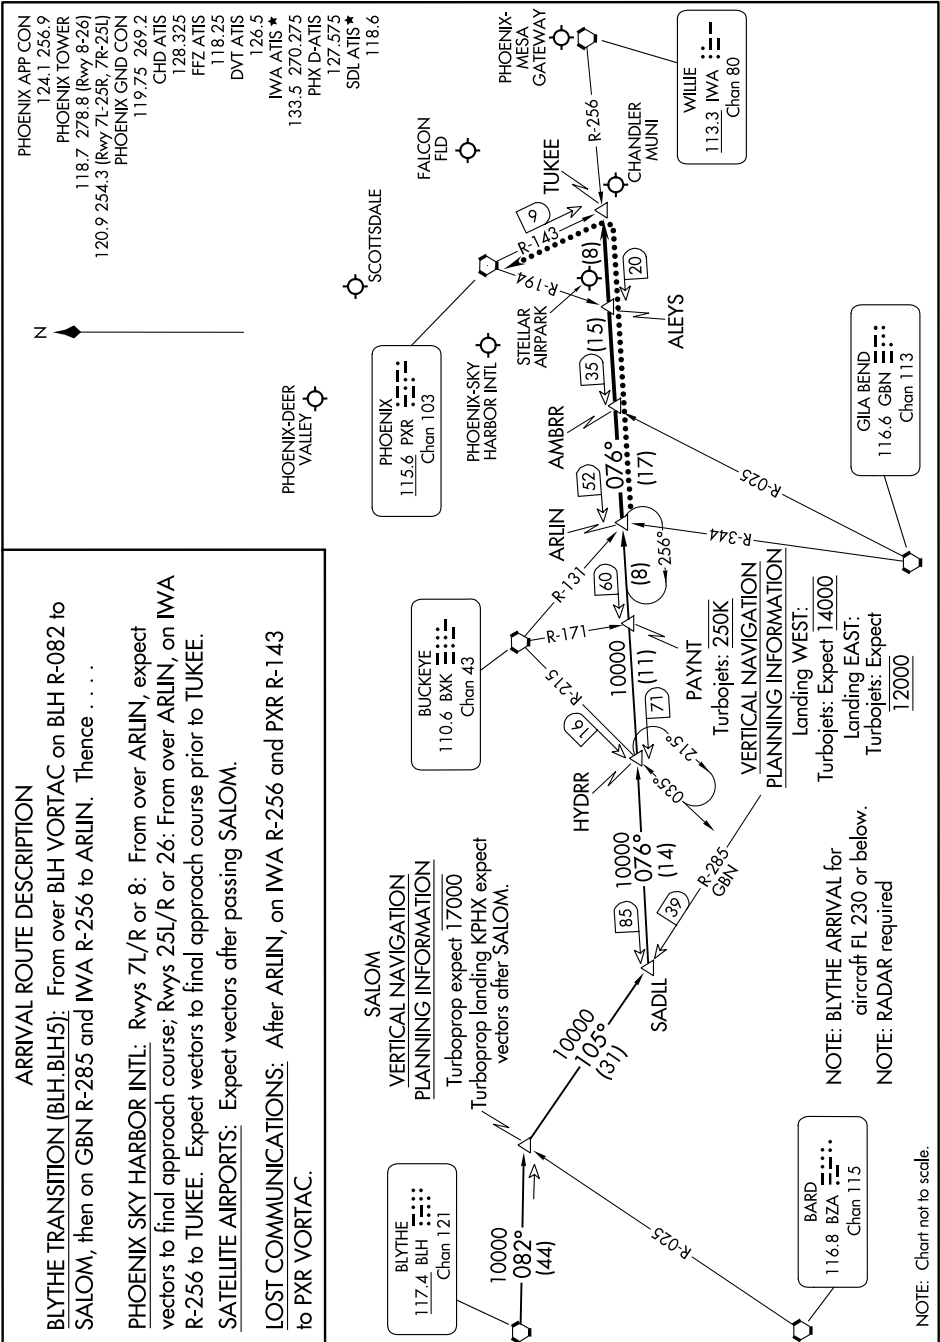 ARRIVAL ROUTE DESCRIPTION
BLYTHE TRANSITION (BLH.BLH5): From over BLH VORTAC on BLH R-082 to
SALOM, then on GBN R-285 and IWA R-256 to ARLIN. Thence . . . .
PHOENIX SKY HARBOR INTL: Rwys 7L/R or 8: From over ARLIN, expect
vectors to final approach course; Rwys 25L/R or 26: From over ARLIN, on IWA
R-256 to TUKEE. Expect vectors to final approach course prior to TUKEE.
SATELLITE AIRPORTS: Expect vectors after passing SALOM.
LOST COMMUNICATIONS: After ARLIN, on IWA R-256 and PXR R-143
to PXR VORTAC.
PHOENIX APP CON
124.1 256.9
PHOENIX TOWER
118.7 278.8 (Rwy 8-26)
120.9 254.3 (Rwy 7L-25R, 7R-25L)
PHOENIX GND CON
119.75 269.2
CHD ATIS
128.325
FFZ ATIS
118.25
DVT ATIS
126.5
IWA ATIS ★
133.5 270.275
PHX D-ATIS
127.575
SDL ATIS ★
118.6
N
PHOENIX-DEER
VALLEY
SCOTTSDALE
FALCON
FLD
PHOENIX-
MESA
GATEWAY
PHOENIX
115.6 PXR
Chan 103
PHOENIX-SKY
HARBOR INTL
STELLAR
AIRPARK
CHANDLER
MUNI
WILLIE
113.3 IWA
Chan 80
R-256
TUKEE
9
R-143
R-194
(8)
20
ALEYS
(15)
35
AMBRR
076°
(17)
52
ARLIN
256°
R-131
60
(8)
R-344
R-025
GILA BEND
116.6 GBN
Chan 113
BUCKEYE
110.6 BXK
Chan 43
R-171
R-215
16
10000
(11)
71
PAYNT
Turbojets: 250K
VERTICAL NAVIGATION
PLANNING INFORMATION
Landing WEST:
Turbojets: Expect 14000
Landing EAST:
Turbojets: Expect
12000
HYDRR
215°
035°
10000
076°
(14)
85
39
R-285
GBN
SADLL
SALOM
VERTICAL NAVIGATION
PLANNING INFORMATION
Turboprop expect 17000
Turboprop landing KPHX expect
vectors after SALOM.
10000
105°
(31)
BLYTHE
117.4 BLH
Chan 121
10000
082°
(44)
R-025
BARD
116.8 BZA
Chan 115
NOTE: BLYTHE ARRIVAL for
aircraft FL 230 or below.
NOTE: RADAR required
NOTE: Chart not to scale.